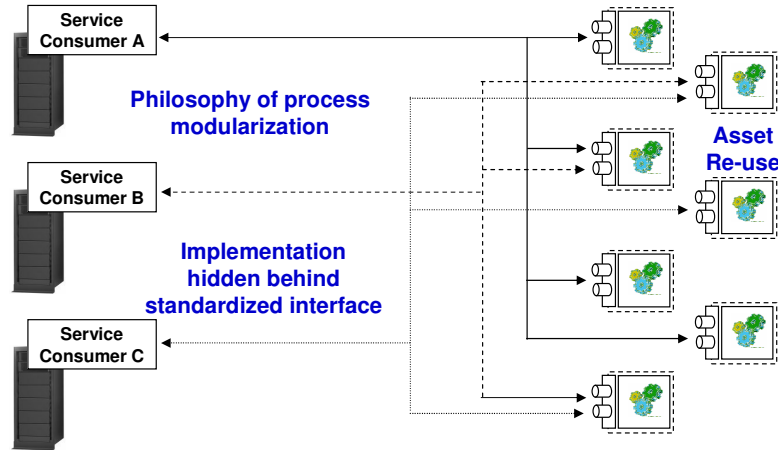 Service
Consumer A
Philosophy of process
modularization
Asset
Re-use
Service
Consumer B
Implementation
hidden behind
standardized interface
Service
Consumer C